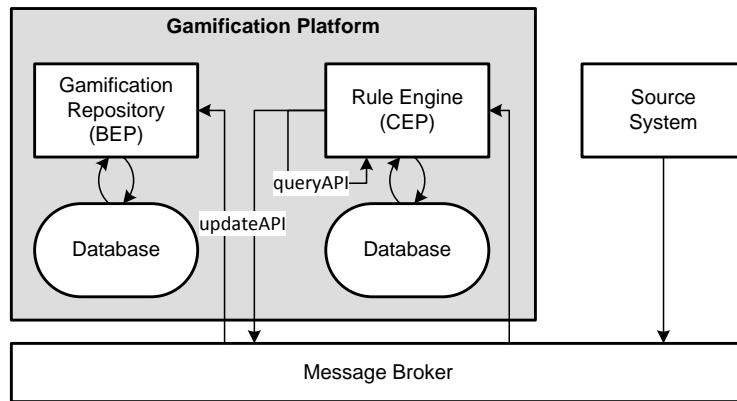 Gamification Platform
Gamification
Repository
(BEP)
Rule Engine
(CEP)
Source
System
queryAPI
updateAPI
Database
Database
Message Broker